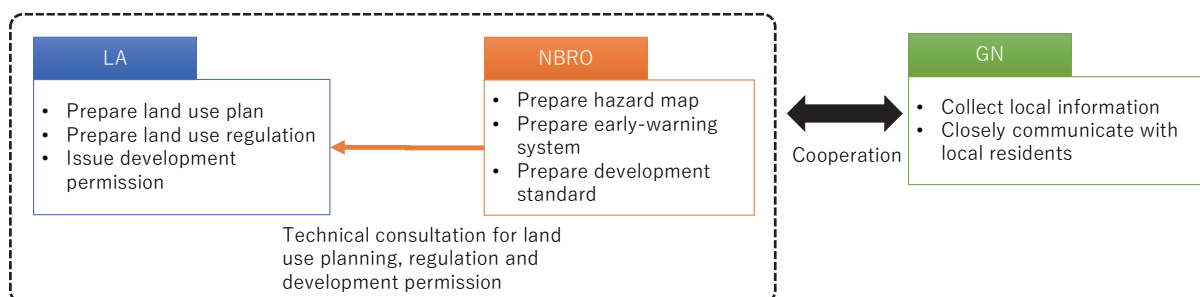 LA
• Prepare land use plan
• Prepare land use regulation
• Issue development
permission
NBRO
• Prepare hazard map
• Prepare early-warning
system
• Prepare development
standard
Technical consultation for land
use planning, regulation and
development permission
Cooperation
GN
• Collect local information
• Closely communicate with
local residents